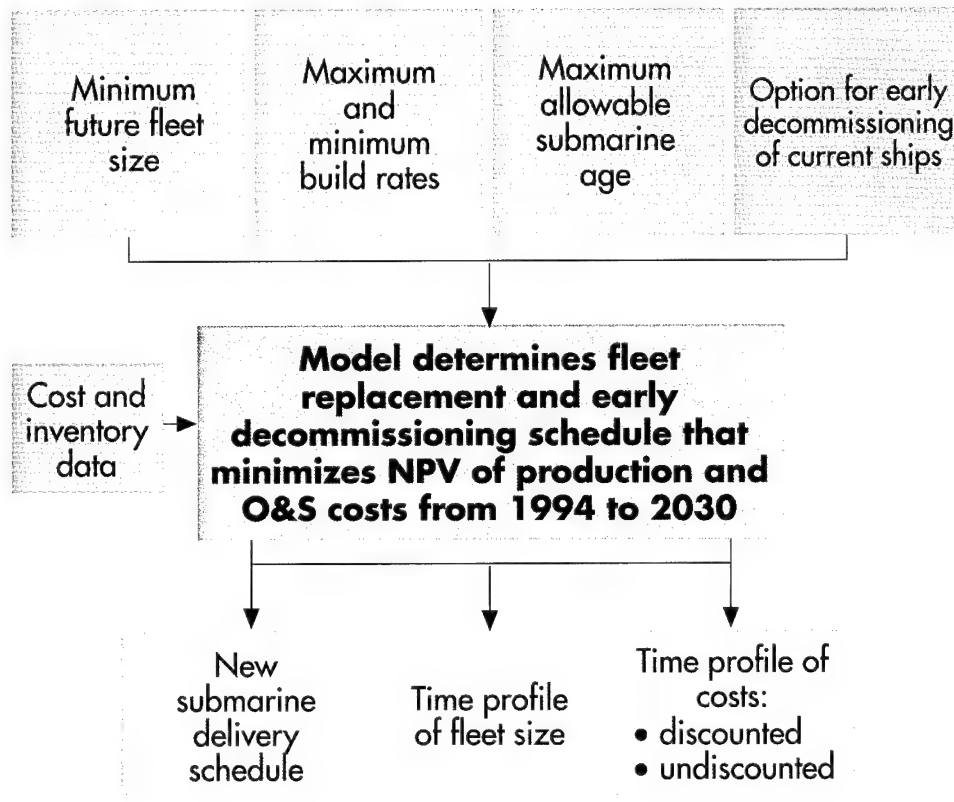 Minimum
future fleet
size
Maximum
and
minimum
build rates
Maximum
allowable
submarine
age
Option for early
decommissioning
of current ships
Cost and
inventory
data
Model determines fleet
replacement and early
decommissioning schedule that
minimizes NPV of production and
O&S costs from 1994 to 2030
New
submarine
delivery
schedule
Time profile
of fleet size
Time profile of
costs:
• discounted
• undiscounted